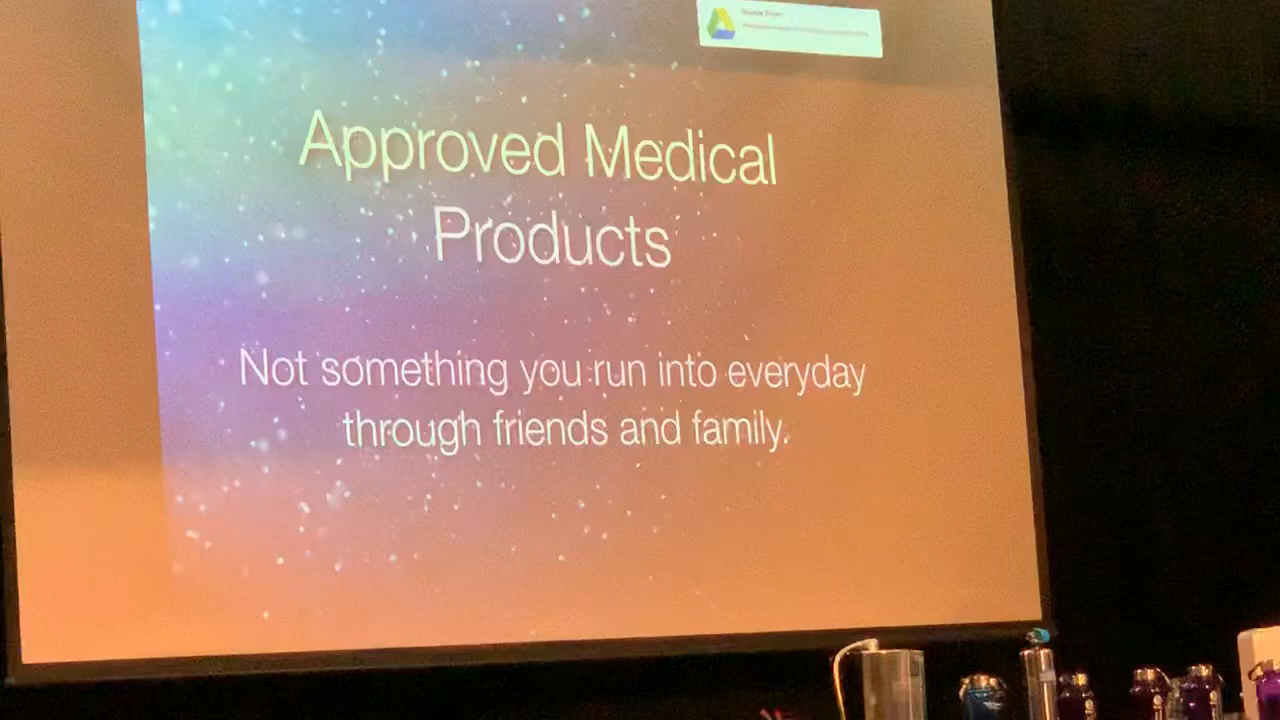 Approved Medical
Products
Not something you run into everyday
through friends and family.